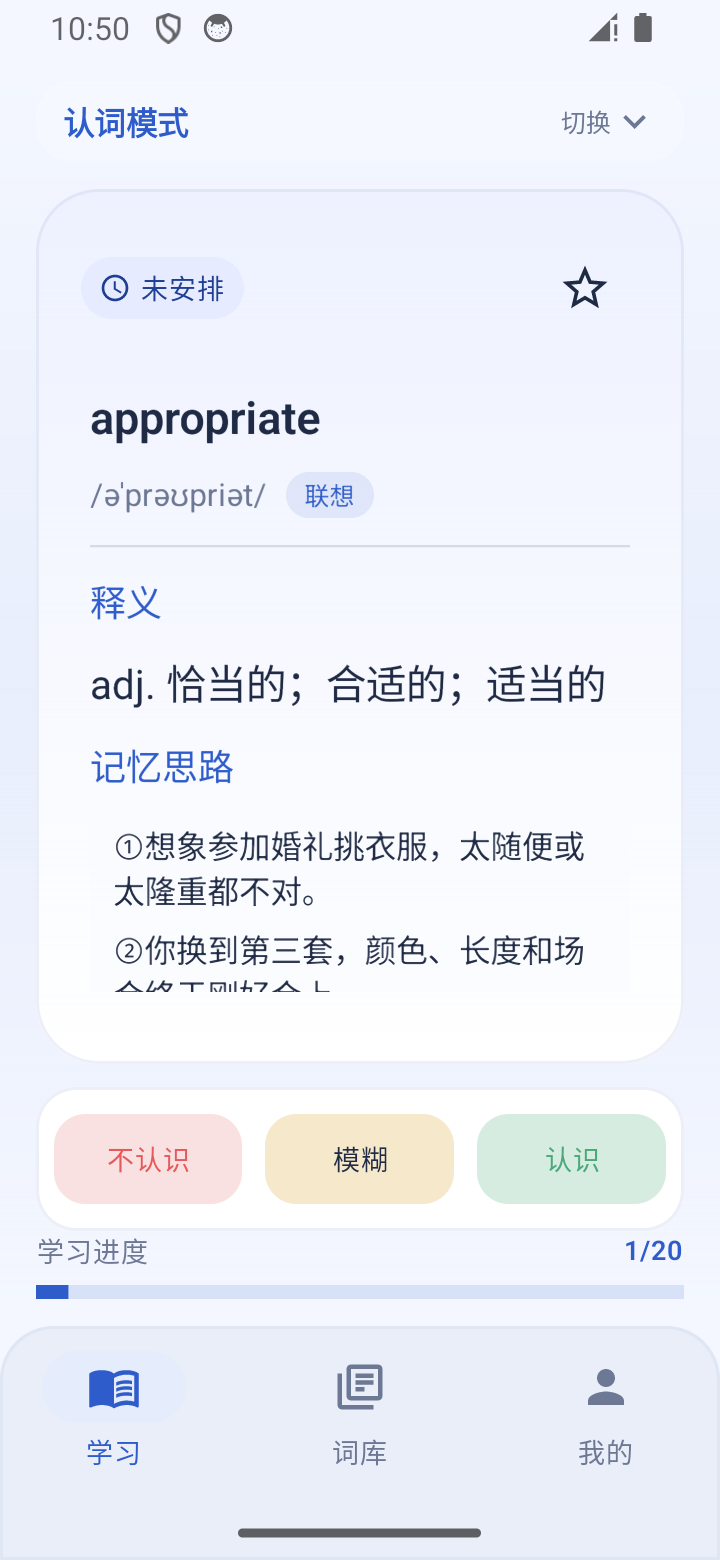 10:50
认词模式
切换
未安排
appropriate
/əˈprəʊpriət/
联想
释义
adj. 恰当的；合适的；适当的
记忆思路
①想象参加婚礼挑衣服，太随便或
太隆重都不对。
②你换到第三套，颜色、长度和场
不认识
模糊
认识
学习进度
1/20
学习
词库
我的